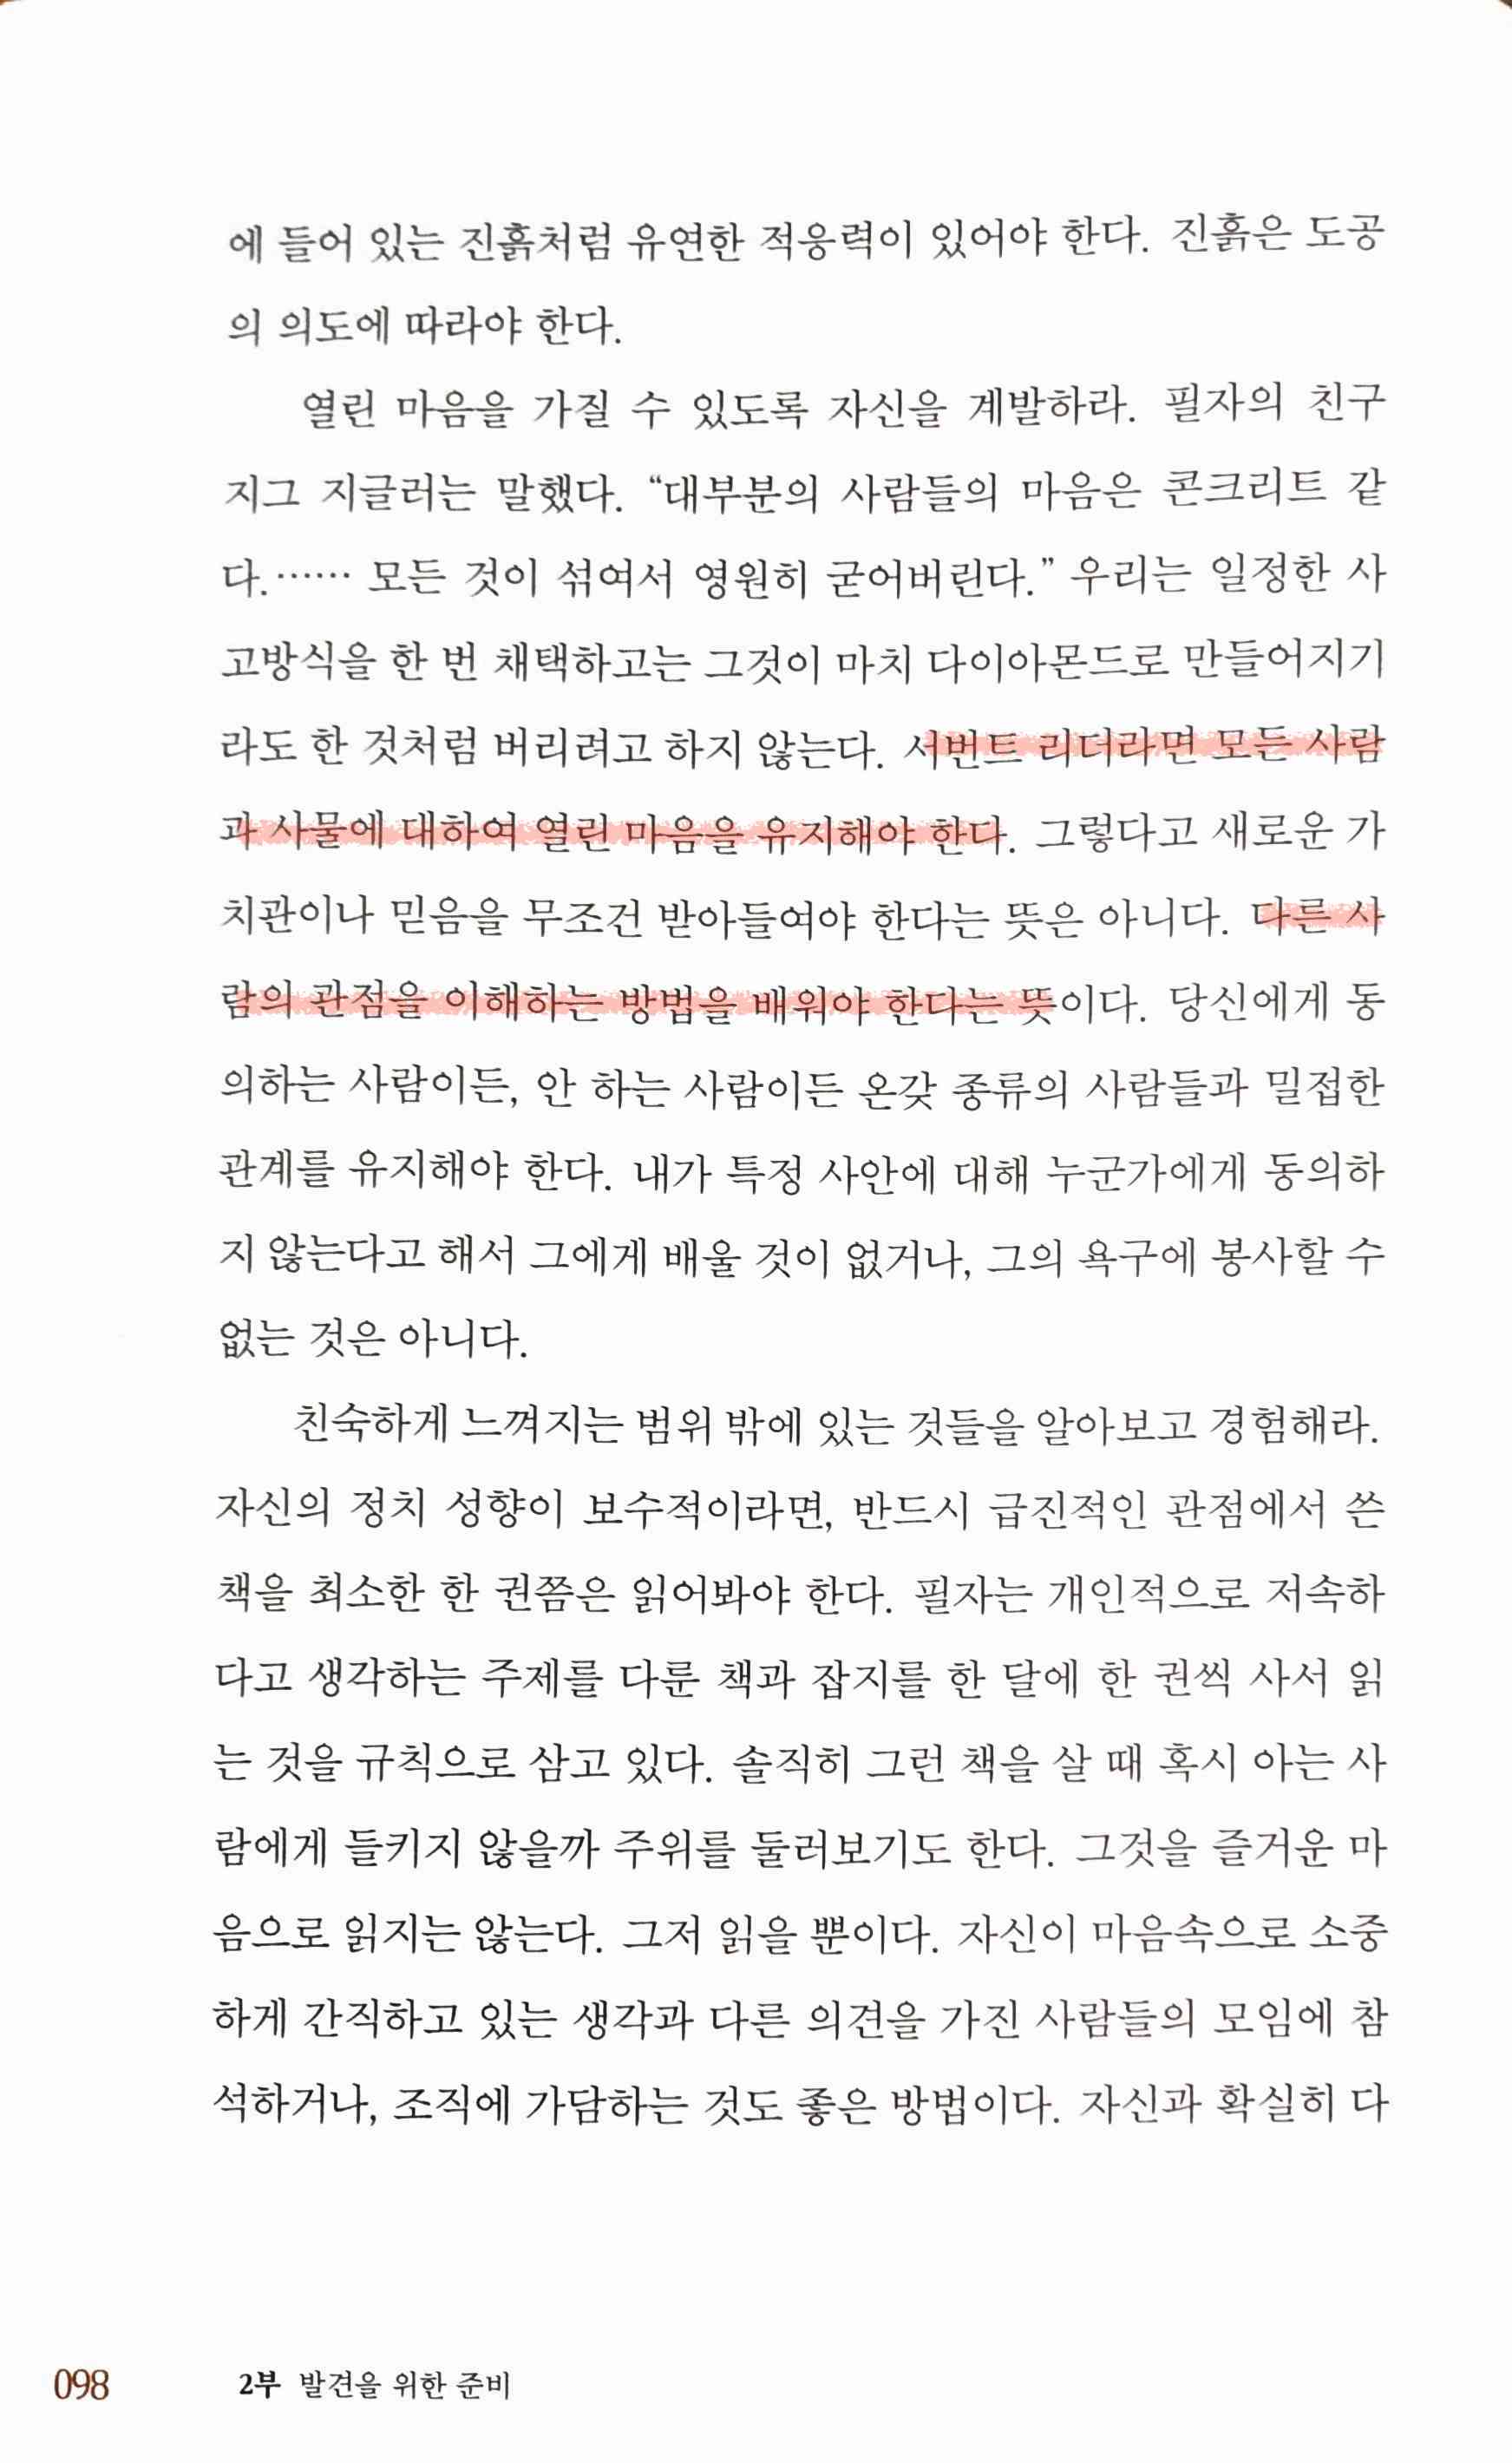 에 들어 있는 진흙처럼 유연한 적응력이 있어야 한다. 진흙은 도공
의 의도에 따라야 한다.
열린 마음을 가질 수 있도록 자신을 계발하라. 필자의 친구
지그 지글러는 말했다. “대부분의 사람들의 마음은 콘크리트 같
다.…… 모든 것이 섞여서 영원히 굳어버린다.” 우리는 일정한 사
고방식을 한 번 채택하고는 그것이 마치 다이아몬드로 만들어지기
라도 한 것처럼 버리려고 하지 않는다. 서번트 리더라면 모든 사람
과 사물에 대하여 열린 마음을 유지해야 한다. 그렇다고 새로운 가
치관이나 믿음을 무조건 받아들여야 한다는 뜻은 아니다. 다른 사
람의 관점을 이해하는 방법을 배워야 한다는 뜻이다. 당신에게 동
의하는 사람이든, 안 하는 사람이든 온갖 종류의 사람들과 밀접한
관계를 유지해야 한다. 내가 특정 사안에 대해 누군가에게 동의하
지 않는다고 해서 그에게 배울 것이 없거나, 그의 욕구에 봉사할 수
없는 것은 아니다.
친숙하게 느껴지는 범위 밖에 있는 것들을 알아보고 경험해라.
자신의 정치 성향이 보수적이라면, 반드시 급진적인 관점에서 쓴
책을 최소한 한 권쯤은 읽어봐야 한다. 필자는 개인적으로 저속하
다고 생각하는 주제를 다룬 책과 잡지를 한 달에 한 권씩 사서 읽
는 것을 규칙으로 삼고 있다. 솔직히 그런 책을 살 때 혹시 아는 사
람에게 들키지 않을까 주위를 둘러보기도 한다. 그것을 즐거운 마
음으로 읽지는 않는다. 그저 읽을 뿐이다. 자신이 마음속으로 소중
하게 간직하고 있는 생각과 다른 의견을 가진 사람들의 모임에 참
석하거나, 조직에 가담하는 것도 좋은 방법이다. 자신과 확실히 다
098 2부 발견을 위한 준비